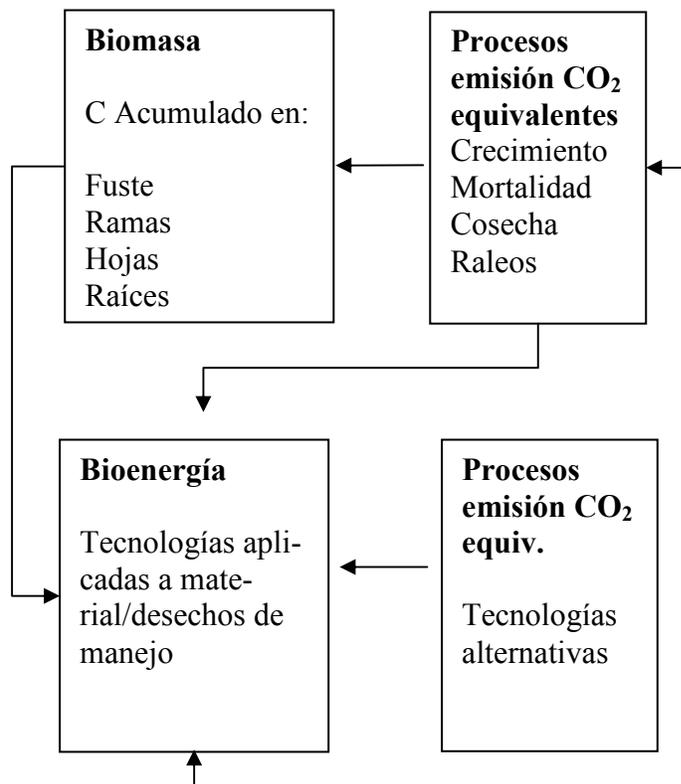 Biomasa
C Acumulado en:
Fuste
Ramas
Hojas
Raíces
Procesos
emisión CO₂
equivalentes
Crecimiento
Mortalidad
Cosecha
Raleos
Bioenergía
Tecnologías apli-
cadas a mate-
rial/desechos de
manejo
Procesos
emisión CO₂
equiv.
Tecnologías
alternativas